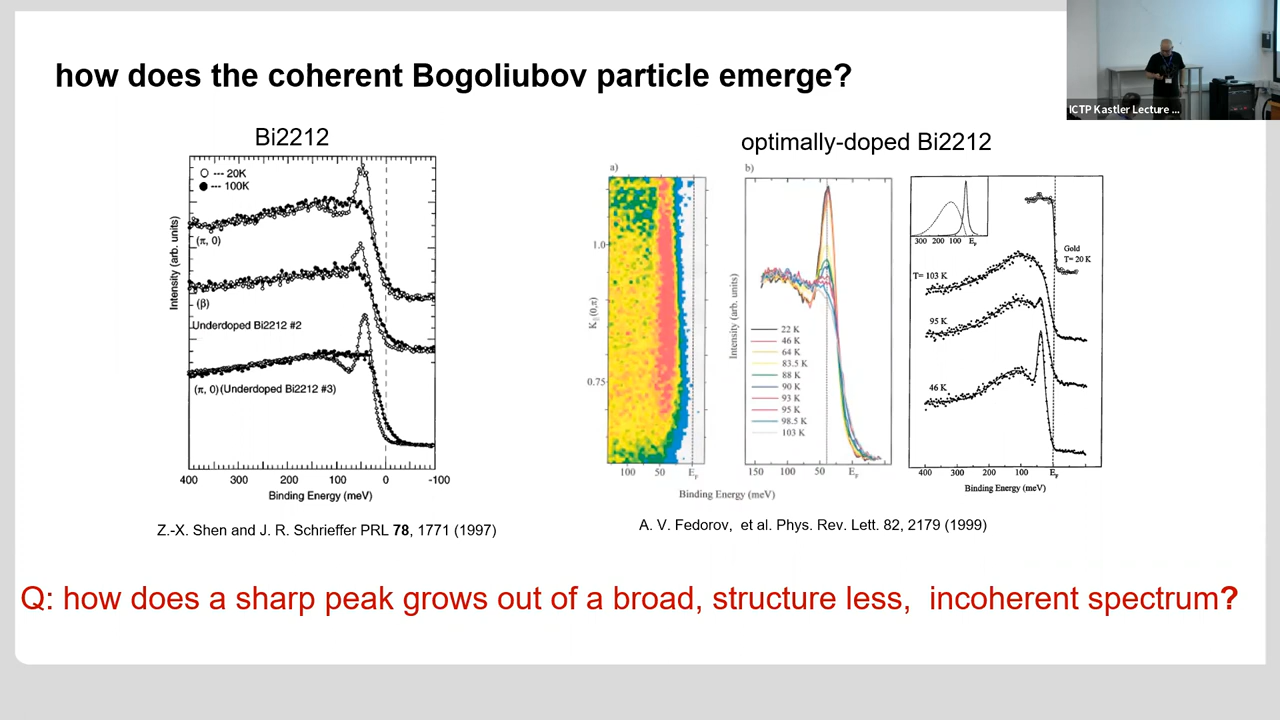 how does the coherent Bogoliubov particle emerge?
ICTP Kastler Lecture ...
Bi2212
--- 20K
--- 100K
(π, 0)
(β)
Underdoped Bi2212 #2
(π, 0) (Underdoped Bi2212 #3)
Intensity (arb. units)
400 300 200 100 0 -100
Binding Energy (meV)
Z.-X. Shen and J. R. Schrieffer PRL 78, 1771 (1997)
optimally-doped Bi2212
a)
1.0
0.75
K∥(0,π)
100 50 EF
b)
Intensity (arb. units)
22 K
46 K
64 K
83.5 K
88 K
90 K
93 K
95 K
98.5 K
103 K
150 100 50 EF
Binding Energy (meV)
300 200 100 EF
Gold
T= 20 K
T= 103 K
95 K
46 K
400 300 200 100 EF
Binding Energy (meV)
A. V. Fedorov, et al. Phys. Rev. Lett. 82, 2179 (1999)
Q: how does a sharp peak grows out of a broad, structure less, incoherent spectrum?